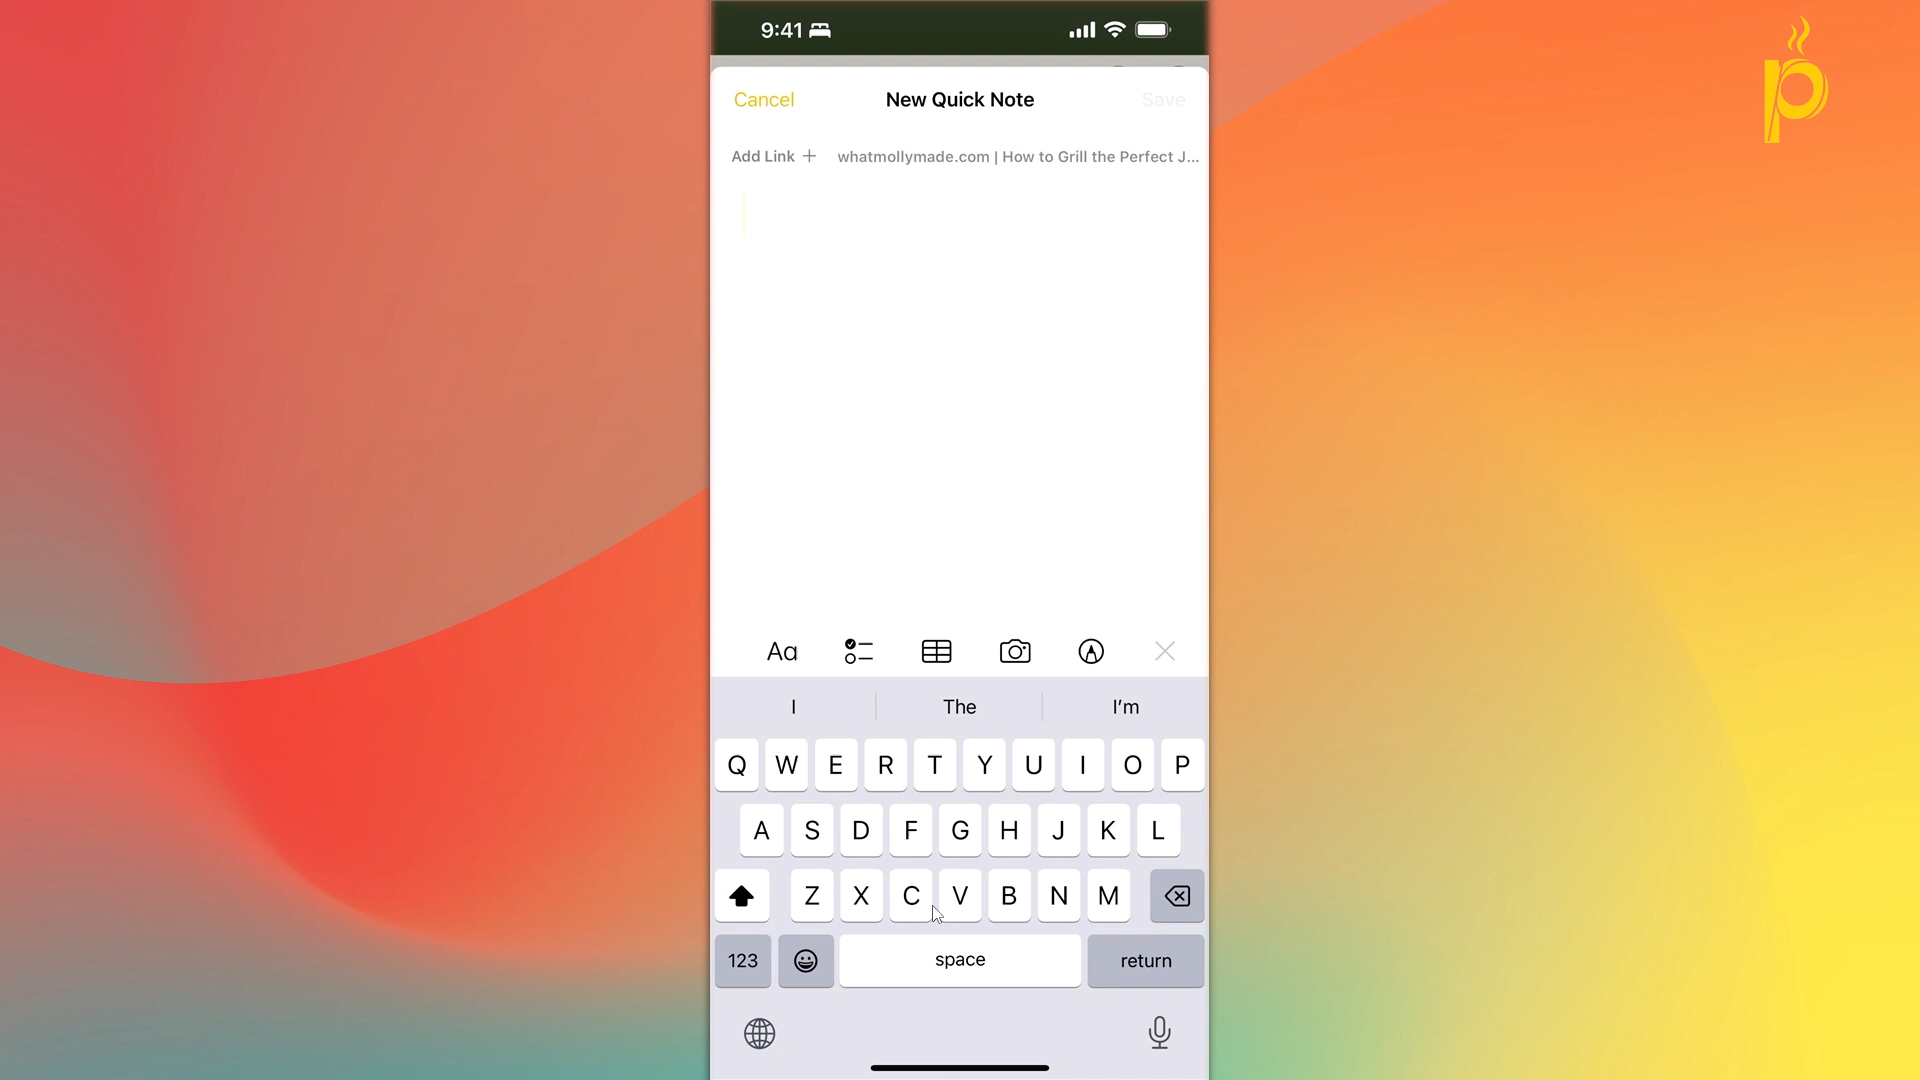 9:41
Cancel New Quick Note Save
Add Link + whatmollymade.com | How to Grill the Perfect J...
Aa
I The I'm
Q W E R T Y U I O P
A S D F G H J K L
Z X C V B N M
123 space return
p